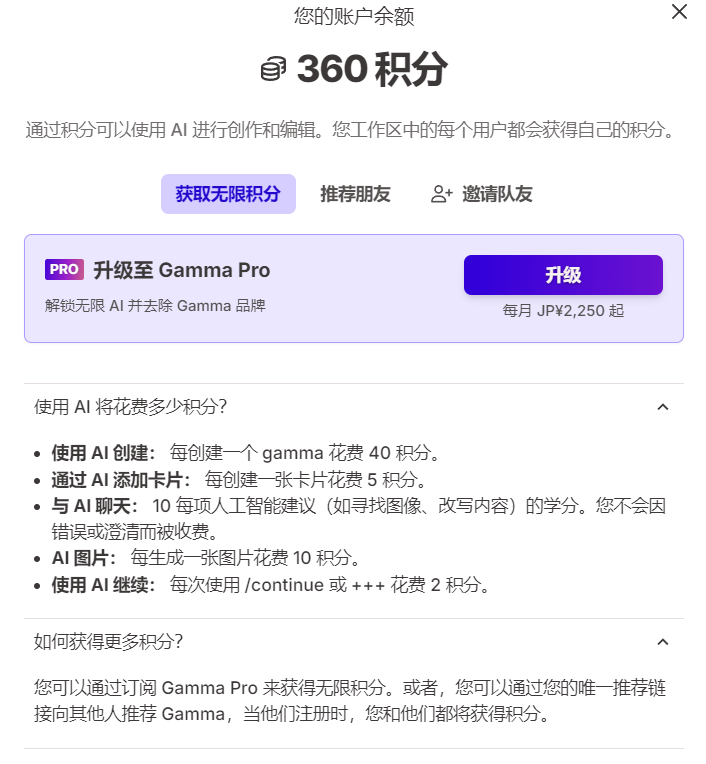 您的账户余额
360 积分
通过积分可以使用 AI 进行创作和编辑。您工作区中的每个用户都会获得自己的积分。
获取无限积分 推荐朋友 邀请队友
PRO 升级至 Gamma Pro
升级
解锁无限 AI 并去除 Gamma 品牌
每月 JP¥2,250 起
使用 AI 将花费多少积分?
使用 AI 创建： 每创建一个 gamma 花费 40 积分。
通过 AI 添加卡片： 每创建一张卡片花费 5 积分。
与 AI 聊天： 10 每项人工智能建议（如寻找图像、改写内容）的学分。您不会因
错误或澄清而被收费。
AI 图片： 每生成一张图片花费 10 积分。
使用 AI 继续： 每次使用 /continue 或 +++ 花费 2 积分。
如何获得更多积分?
您可以通过订阅 Gamma Pro 来获得无限积分。或者，您可以通过您的唯一推荐链
接向其他人推荐 Gamma，当他们注册时，您和他们都将获得积分。